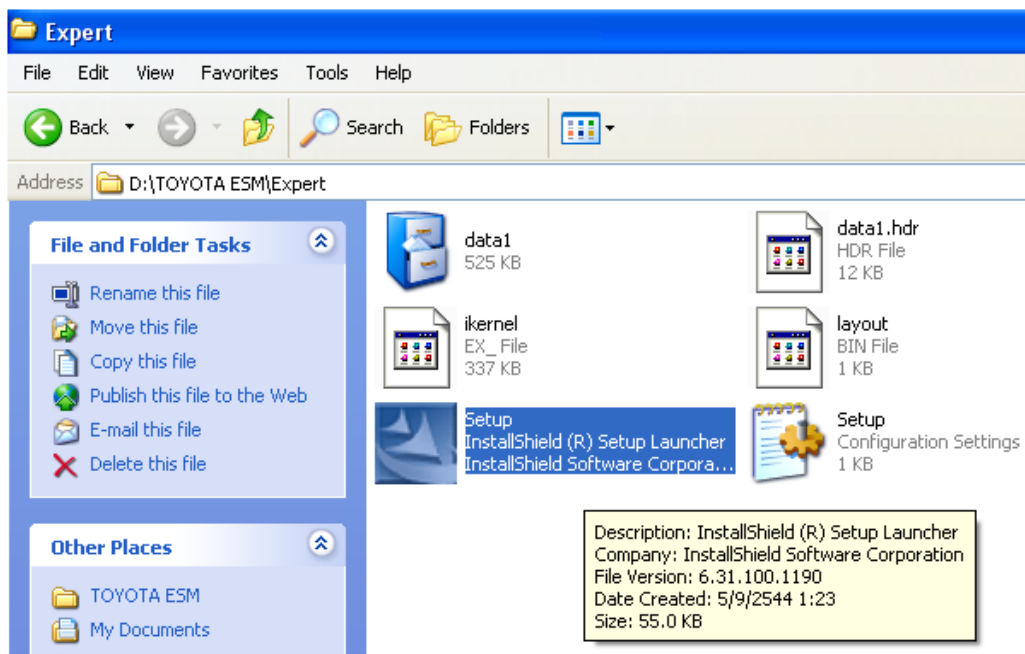 Expert
File Edit View Favorites Tools Help
Back Search Folders
Address D:\TOYOTA ESM\Expert
File and Folder Tasks
Rename this file
Move this file
Copy this file
Publish this file to the Web
E-mail this file
Delete this file
Other Places
TOYOTA ESM
My Documents
data1
525 KB
data1.hdr
HDR File
12 KB
ikernel
EX_ File
337 KB
layout
BIN File
1 KB
Setup
InstallShield (R) Setup Launcher
InstallShield Software Corpora...
Setup
Configuration Settings
1 KB
Description: InstallShield (R) Setup Launcher
Company: InstallShield Software Corporation
File Version: 6.31.100.1190
Date Created: 5/9/2544 1:23
Size: 55.0 KB